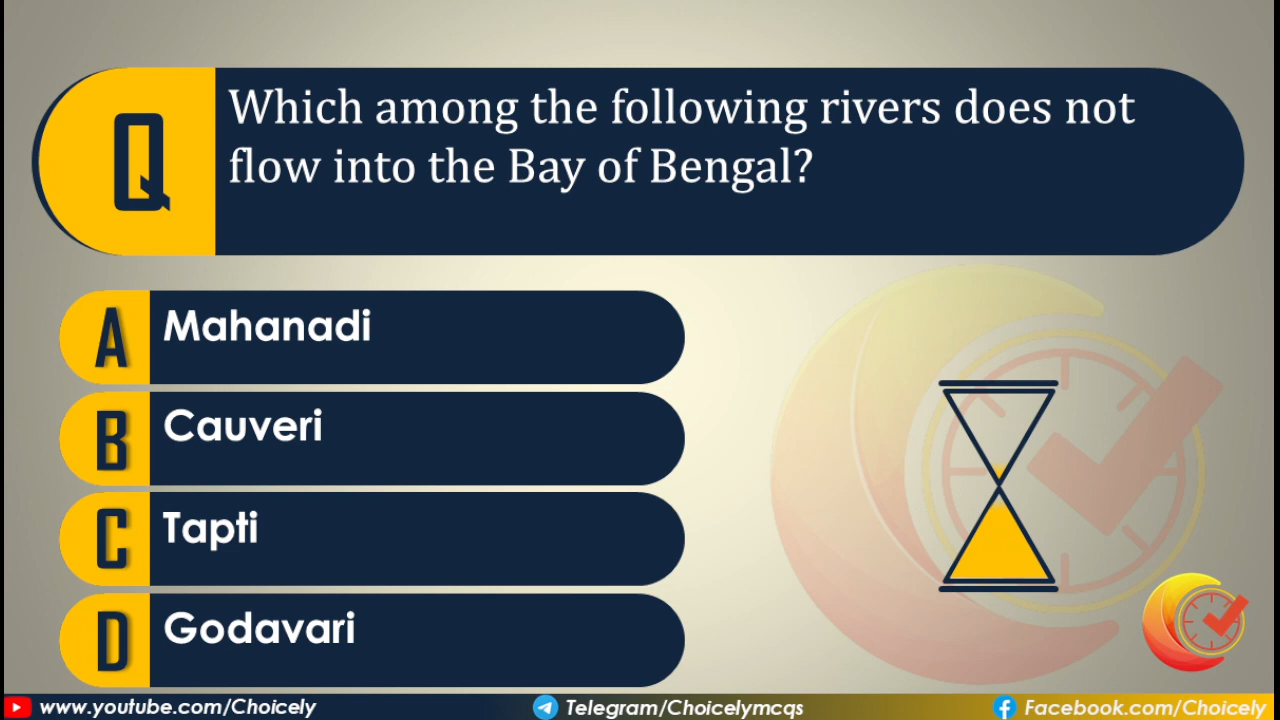 Q
Which among the following rivers does not
flow into the Bay of Bengal?
A
Mahanadi
B
Cauveri
C
Tapti
D
Godavari
www.youtube.com/Choicely
Telegram/Choicelymcqs
Facebook.com/Choicely